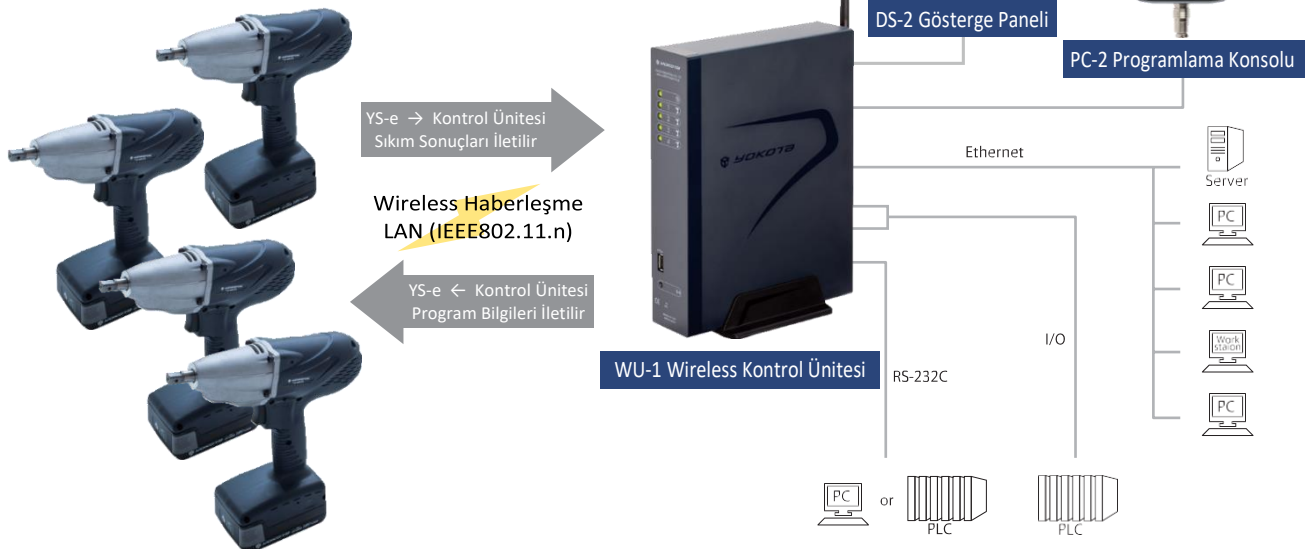 DS-2 Gösterge Paneli
PC-2 Programlama Konsolu
YS-e → Kontrol Ünitesi
Sıkım Sonuçları İletilir
Wireless Haberleşme
LAN (IEEE802.11.n)
YS-e ← Kontrol Ünitesi
Program Bilgileri İletilir
YOKOTA
WU-1 Wireless Kontrol Ünitesi
Ethernet
Server
PC
PC
Work
staion
PC
I/O
RS-232C
PC
or
PLC
PLC